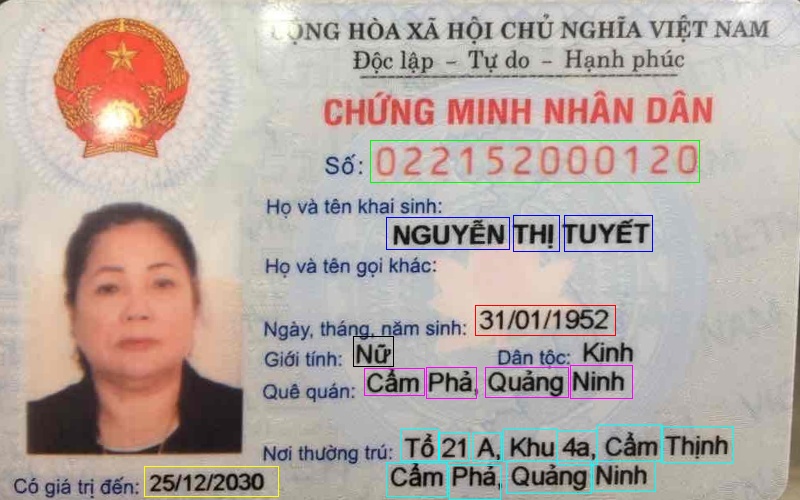 CỘNG HÒA XÃ HỘI CHỦ NGHĨA VIỆT NAM
Độc lập - Tự do - Hạnh phúc
CHỨNG MINH NHÂN DÂN
Số: 022152000120
Họ và tên khai sinh:
NGUYỄN THỊ TUYẾT
Họ và tên gọi khác:
Ngày, tháng, năm sinh: 31/01/1952
Giới tính: Nữ Dân tộc: Kinh
Quê quán: Cẩm Phả, Quảng Ninh
Nơi thường trú: Tổ 21 A, Khu 4a, Cẩm Thịnh
Cẩm Phả, Quảng Ninh
Có giá trị đến: 25/12/2030